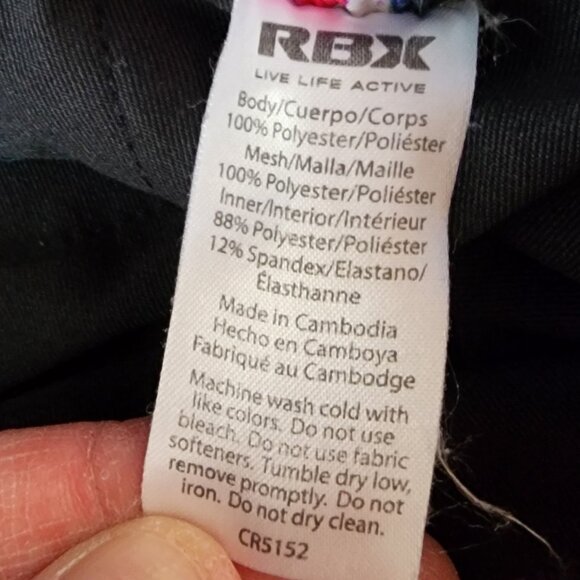 RBX
LIVE LIFE ACTIVE
Body/Cuerpo/Corps
100% Polyester/Poliéster
Mesh/Malla/Maille
100% Polyester/Poliéster
Inner/Interior/Intérieur
88% Polyester/Poliéster
12% Spandex/Elastano/
Élasthanne
Made in Cambodia
Hecho en Camboya
Fabriqué au Cambodge
Machine wash cold with
like colors. Do not use
bleach. Do not use fabric
softeners. Tumble dry low,
remove promptly. Do not
iron. Do not dry clean.
CR5152